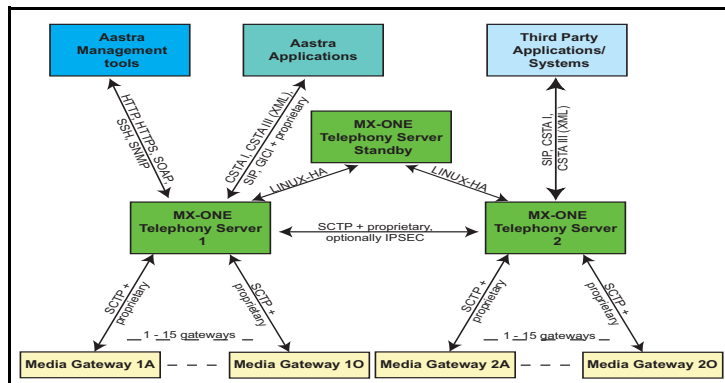 Aastra
Management
tools
Aastra
Applications
Third Party
Applications/
Systems
HTTP, HTTPS, SOAP,
SSH, SNMP
CSTA I, CSTA III (XML),
SIP, GICI + proprietary
MX-ONE
Telephony Server
Standby
SIP, CSTA I,
CSTA III (XML)
LINUX-HA
LINUX-HA
MX-ONE
Telephony Server
1
SCTP + proprietary,
optionally IPSEC
MX-ONE
Telephony Server
2
SCTP +
proprietary
SCTP +
proprietary
SCTP +
proprietary
SCTP +
proprietary
1 - 15 gateways
1 - 15 gateways
Media Gateway 1A
Media Gateway 1O
Media Gateway 2A
Media Gateway 2O